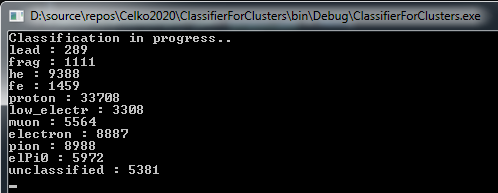 D:\source\repos\Celko2020\ClassifierForClusters\bin\Debug\ClassifierForClusters.exe
Classification in progress..
lead : 289
frag : 1111
he : 9388
fe : 1459
proton : 33708
low_electr : 3308
muon : 5564
electron : 8887
pion : 8988
elPi0 : 5972
unclassified : 5381